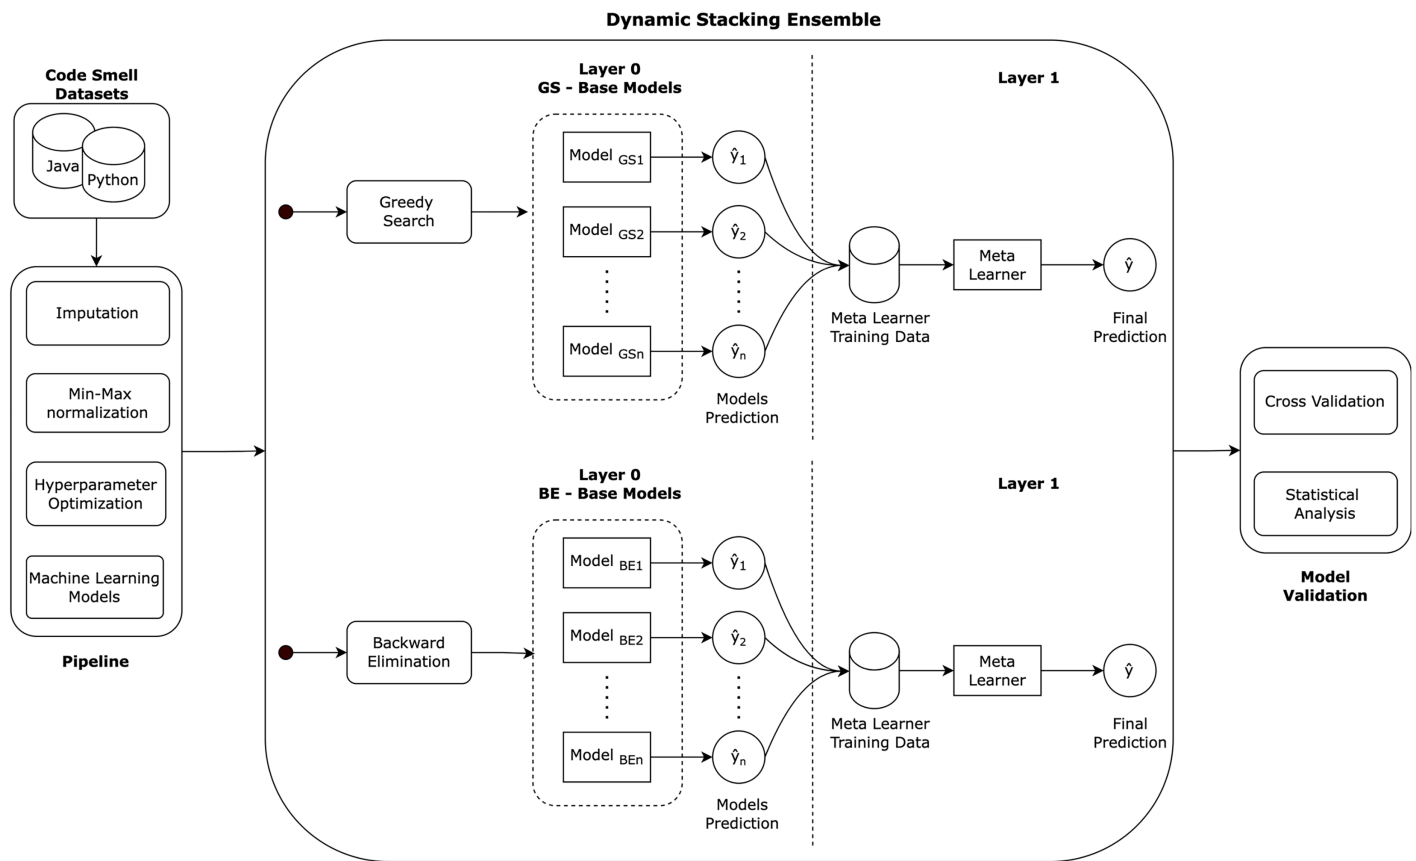 Dynamic Stacking Ensemble
Code Smell
Datasets
Java
Python
Imputation
Min-Max
normalization
Hyperparameter
Optimization
Machine Learning
Models
Pipeline
Layer 0
GS - Base Models
Layer 1
Greedy
Search
Model GS1
ŷ1
Model GS2
ŷ2
Model GSn
ŷn
Models
Prediction
Meta Learner
Training Data
Meta
Learner
ŷ
Final
Prediction
Layer 0
BE - Base Models
Layer 1
Backward
Elimination
Model BE1
ŷ1
Model BE2
ŷ2
Model BEn
ŷn
Models
Prediction
Meta Learner
Training Data
Meta
Learner
ŷ
Final
Prediction
Cross Validation
Statistical
Analysis
Model
Validation